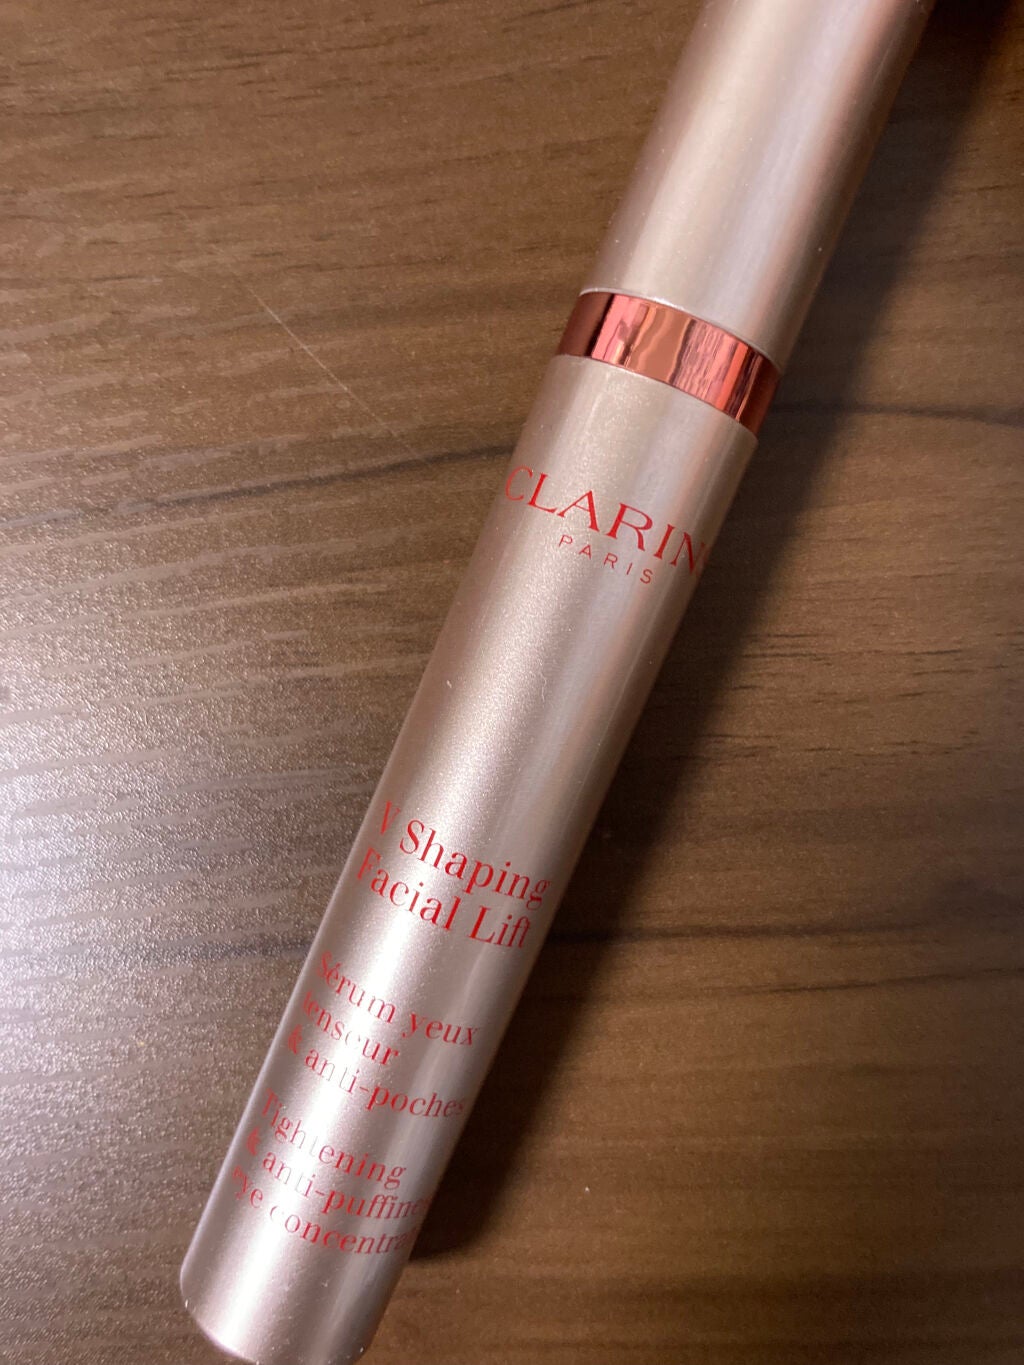 CLARINS
PARIS
V Shaping
Facial Lift
Sérum yeux
tenseur
& anti-poches
Tightening
& anti-puffiness
eye concentrate